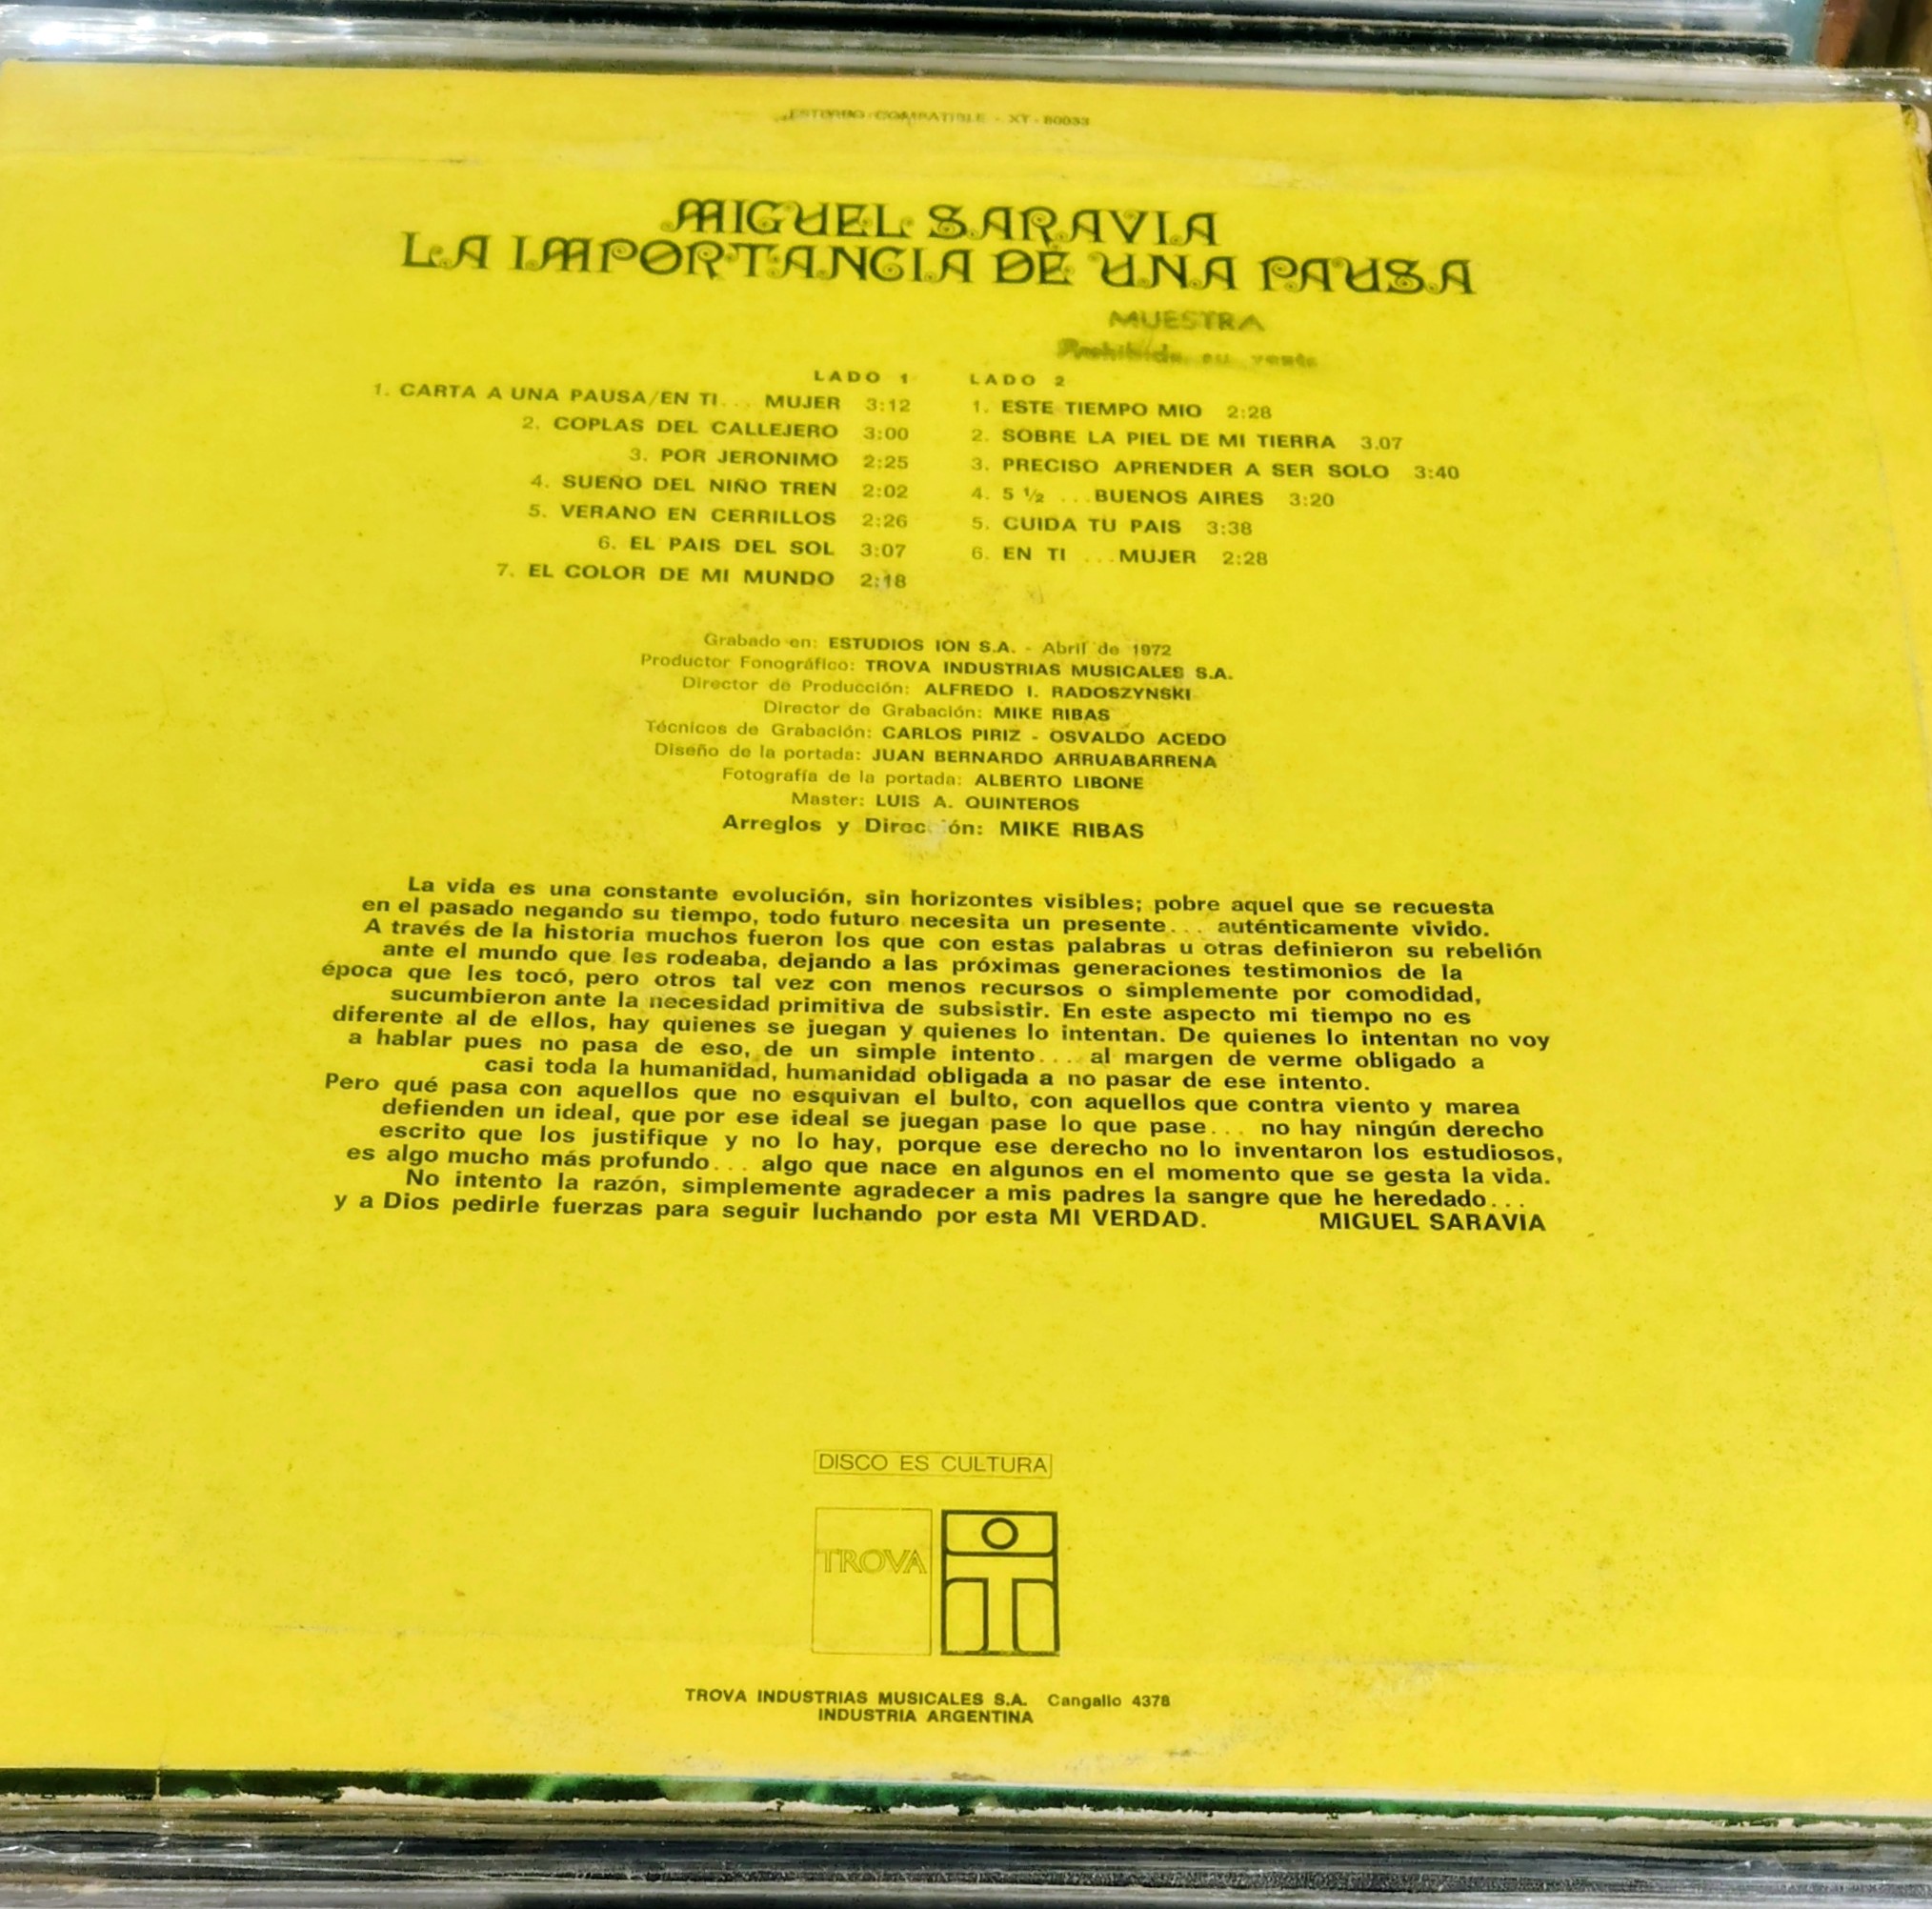 ESTEREO COMPATIBLE - XT - 80033
MIGUEL SARAVIA
LA IMPORTANCIA DE UNA PAUSA
MUESTRA
Prohibida su venta
LADO 1
1. CARTA A UNA PAUSA/EN TI... MUJER 3:12
2. COPLAS DEL CALLEJERO 3:00
3. POR JERONIMO 2:25
4. SUEÑO DEL NIÑO TREN 2:02
5. VERANO EN CERRILLOS 2:26
6. EL PAIS DEL SOL 3:07
7. EL COLOR DE MI MUNDO 2:18
LADO 2
1. ESTE TIEMPO MIO 2:28
2. SOBRE LA PIEL DE MI TIERRA 3.07
3. PRECISO APRENDER A SER SOLO 3:40
4. 5 ½ ...BUENOS AIRES 3:20
5. CUIDA TU PAIS 3:38
6. EN TI ...MUJER 2:28
Grabado en: ESTUDIOS ION S.A. - Abril de 1972
Productor Fonográfico: TROVA INDUSTRIAS MUSICALES S.A.
Director de Producción: ALFREDO I. RADOSZYNSKI
Director de Grabación: MIKE RIBAS
Técnicos de Grabación: CARLOS PIRIZ - OSVALDO ACEDO
Diseño de la portada: JUAN BERNARDO ARRUABARRENA
Fotografía de la portada: ALBERTO LIBONE
Master: LUIS A. QUINTEROS
Arreglos y Dirección: MIKE RIBAS
La vida es una constante evolución, sin horizontes visibles; pobre aquel que se recuesta
en el pasado negando su tiempo, todo futuro necesita un presente... auténticamente vivido.
A través de la historia muchos fueron los que con estas palabras u otras definieron su rebelión
ante el mundo que les rodeaba, dejando a las próximas generaciones testimonios de la
época que les tocó, pero otros tal vez con menos recursos o simplemente por comodidad,
sucumbieron ante la necesidad primitiva de subsistir. En este aspecto mi tiempo no es
diferente al de ellos, hay quienes se juegan y quienes lo intentan. De quienes lo intentan no voy
a hablar pues no pasa de eso, de un simple intento... al margen de verme obligado a
casi toda la humanidad, humanidad obligada a no pasar de ese intento.
Pero qué pasa con aquellos que no esquivan el bulto, con aquellos que contra viento y marea
defienden un ideal, que por ese ideal se juegan pase lo que pase... no hay ningún derecho
escrito que los justifique y no lo hay, porque ese derecho no lo inventaron los estudiosos,
es algo mucho más profundo... algo que nace en algunos en el momento que se gesta la vida.
No intento la razón, simplemente agradecer a mis padres la sangre que he heredado...
y a Dios pedirle fuerzas para seguir luchando por esta MI VERDAD. MIGUEL SARAVIA
DISCO ES CULTURA
TROVA
TROVA INDUSTRIAS MUSICALES S.A. Cangallo 4378
INDUSTRIA ARGENTINA